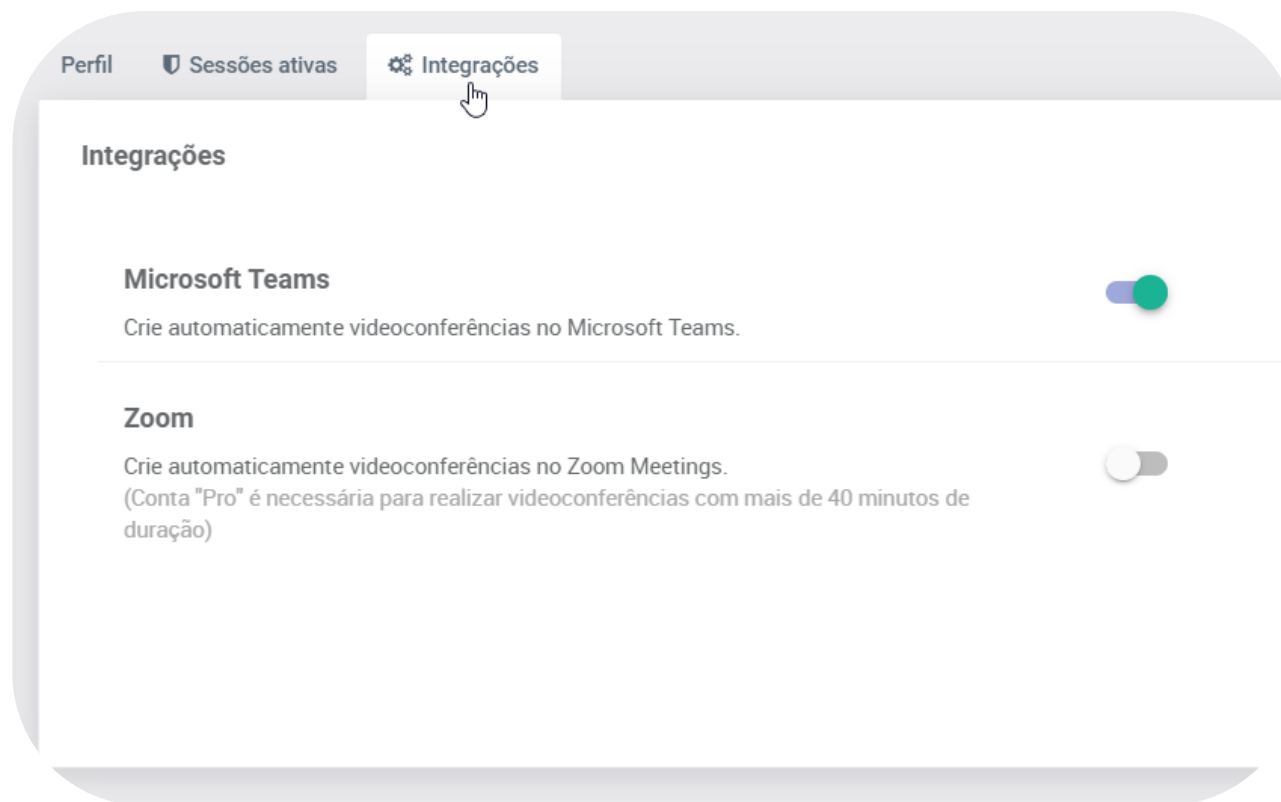 Perfil
Sessões ativas
Integrações
Integrações
Microsoft Teams
Crie automaticamente videoconferências no Microsoft Teams.
Zoom
Crie automaticamente videoconferências no Zoom Meetings.
(Conta "Pro" é necessária para realizar videoconferências com mais de 40 minutos de
duração)